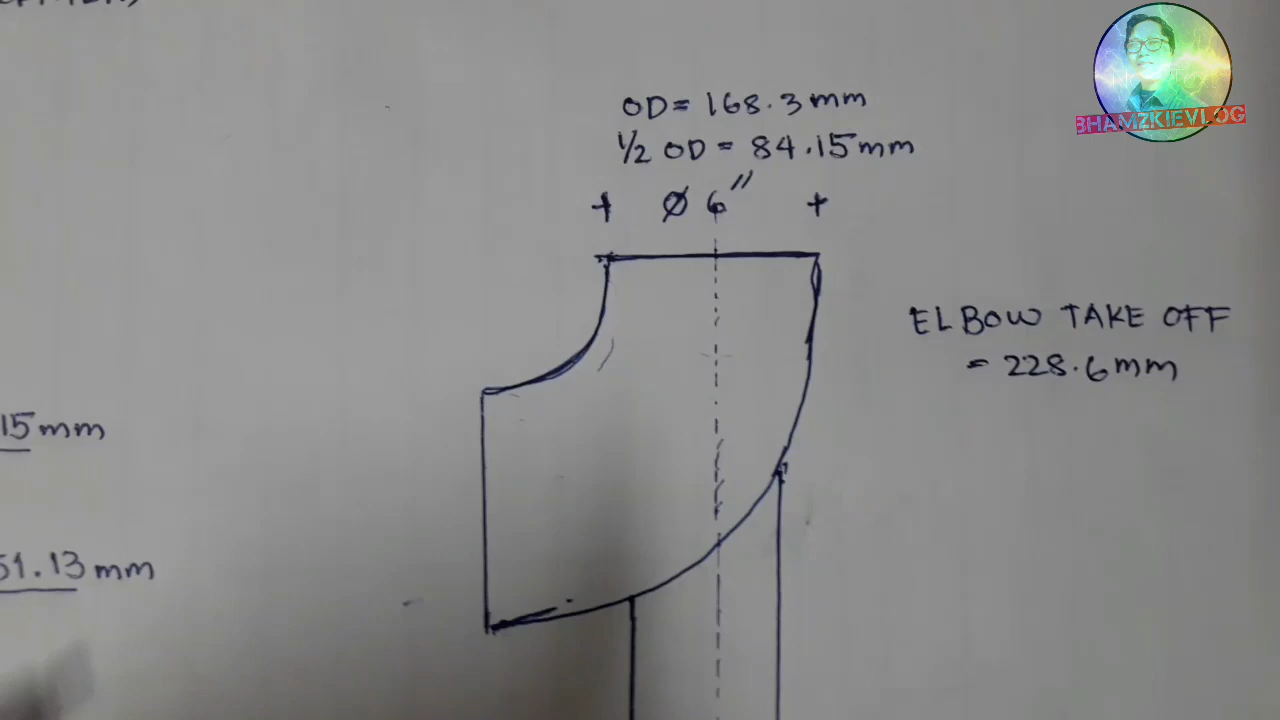 OD= 168.3mm
1/2 OD = 84.15mm
Ø 6"
ELBOW TAKE OFF
= 228.6mm
15mm
51.13mm
BHAMZKIEVLOG